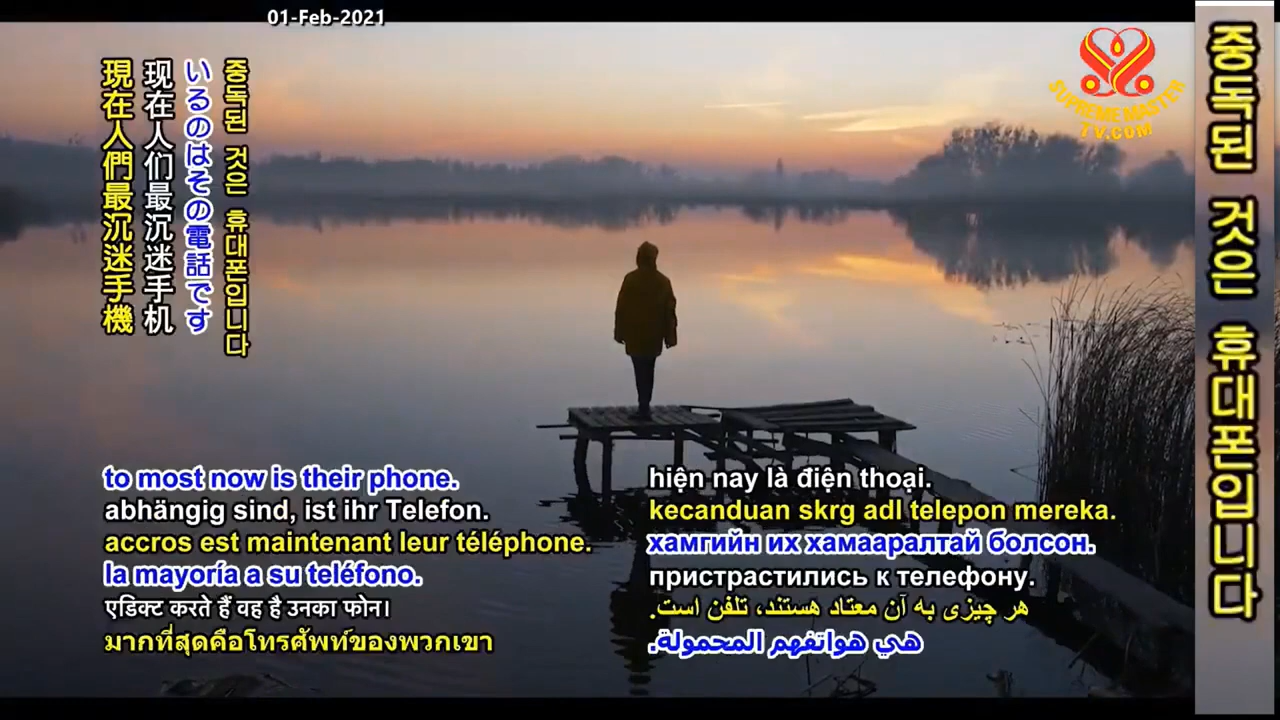 01-Feb-2021
SUPREME MASTER
TV.COM
중독된 것은 휴대폰입니다
いるのはその電話です
现在人们最沉迷手机
現在人們最沉迷手機
중독된 것은 휴대폰입니다
to most now is their phone.
abhängig sind, ist ihr Telefon.
accros est maintenant leur téléphone.
la mayoría a su teléfono.
एडिक्ट करते हैं वह है उनका फोन।
มากที่สุดคือโทรศัพท์ของพวกเขา
hiện nay là điện thoại.
kecanduan skrg adl telepon mereka.
хамгийн их хамааралтай болсон.
пристрастились к телефону.
هر چیزی به آن معتاد هستند، تلفن است.
هي هواتفهم المحمولة.